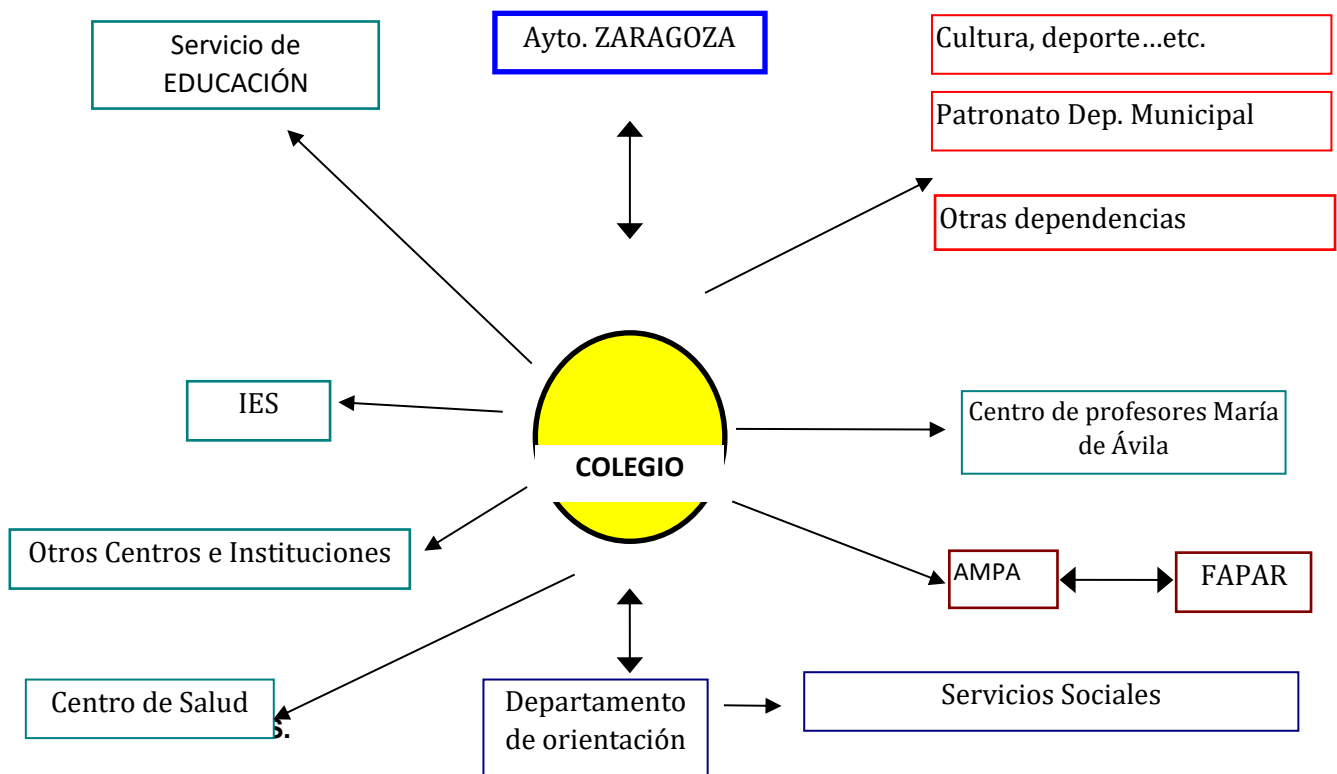 Servicio de
EDUCACIÓN
Ayto. ZARAGOZA
Cultura, deporte...etc.
Patronato Dep. Municipal
Otras dependencias
IES
COLEGIO
Centro de profesores María
de Ávila
Otros Centros e Instituciones
AMPA
FAPAR
Centro de Salud
Departamento
de orientación
Servicios Sociales